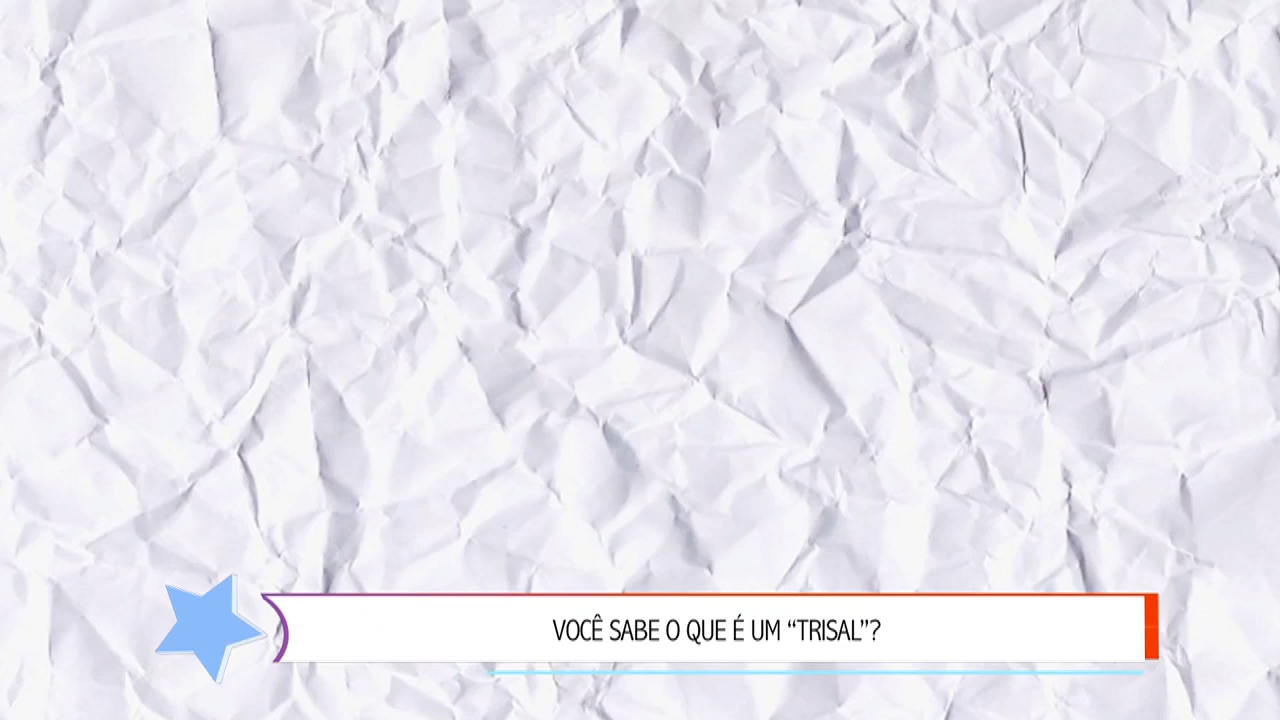 VOCÊ SABE O QUE É UM “TRISAL”?